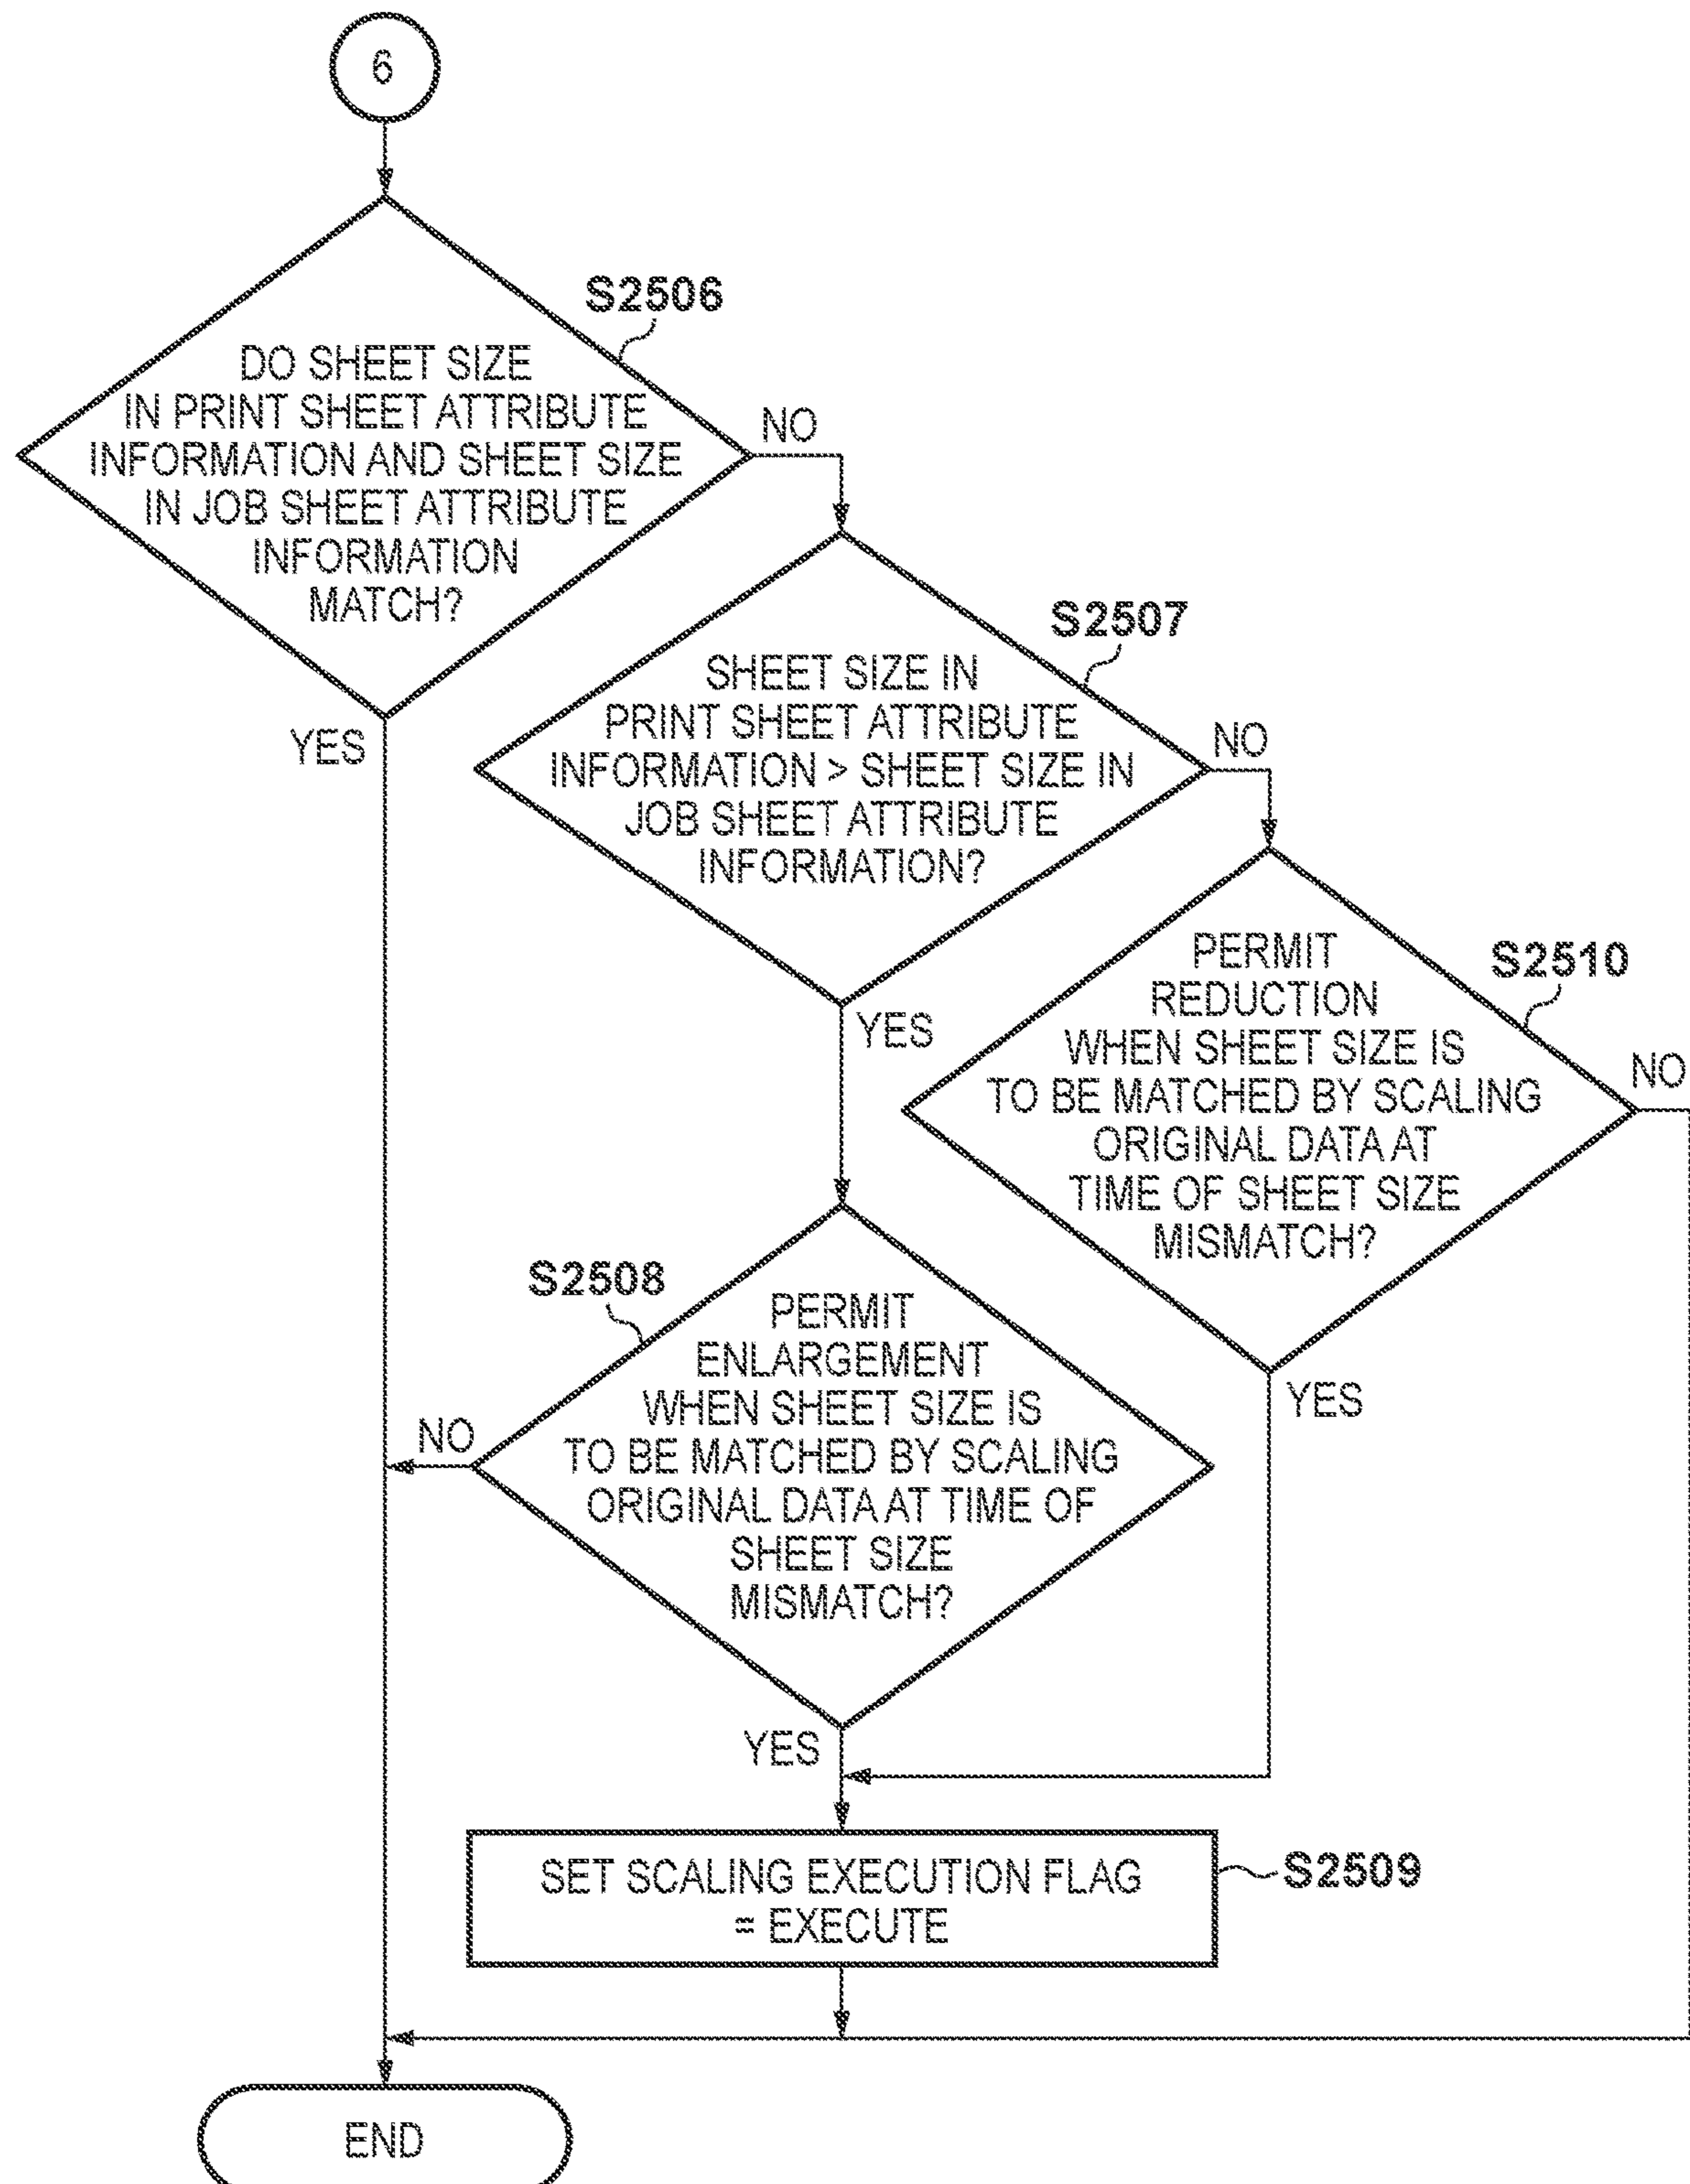 6
S2506
DO SHEET SIZE
IN PRINT SHEET ATTRIBUTE
INFORMATION AND SHEET SIZE
IN JOB SHEET ATTRIBUTE
INFORMATION
MATCH?
NO
YES
S2507
SHEET SIZE IN
PRINT SHEET ATTRIBUTE
INFORMATION > SHEET SIZE IN
JOB SHEET ATTRIBUTE
INFORMATION?
NO
YES
S2510
PERMIT
REDUCTION
WHEN SHEET SIZE IS
TO BE MATCHED BY SCALING
ORIGINAL DATA AT
TIME OF SHEET SIZE
MISMATCH?
NO
YES
S2508
PERMIT
ENLARGEMENT
WHEN SHEET SIZE IS
TO BE MATCHED BY SCALING
ORIGINAL DATA AT TIME OF
SHEET SIZE
MISMATCH?
NO
YES
SET SCALING EXECUTION FLAG
= EXECUTE
S2509
END